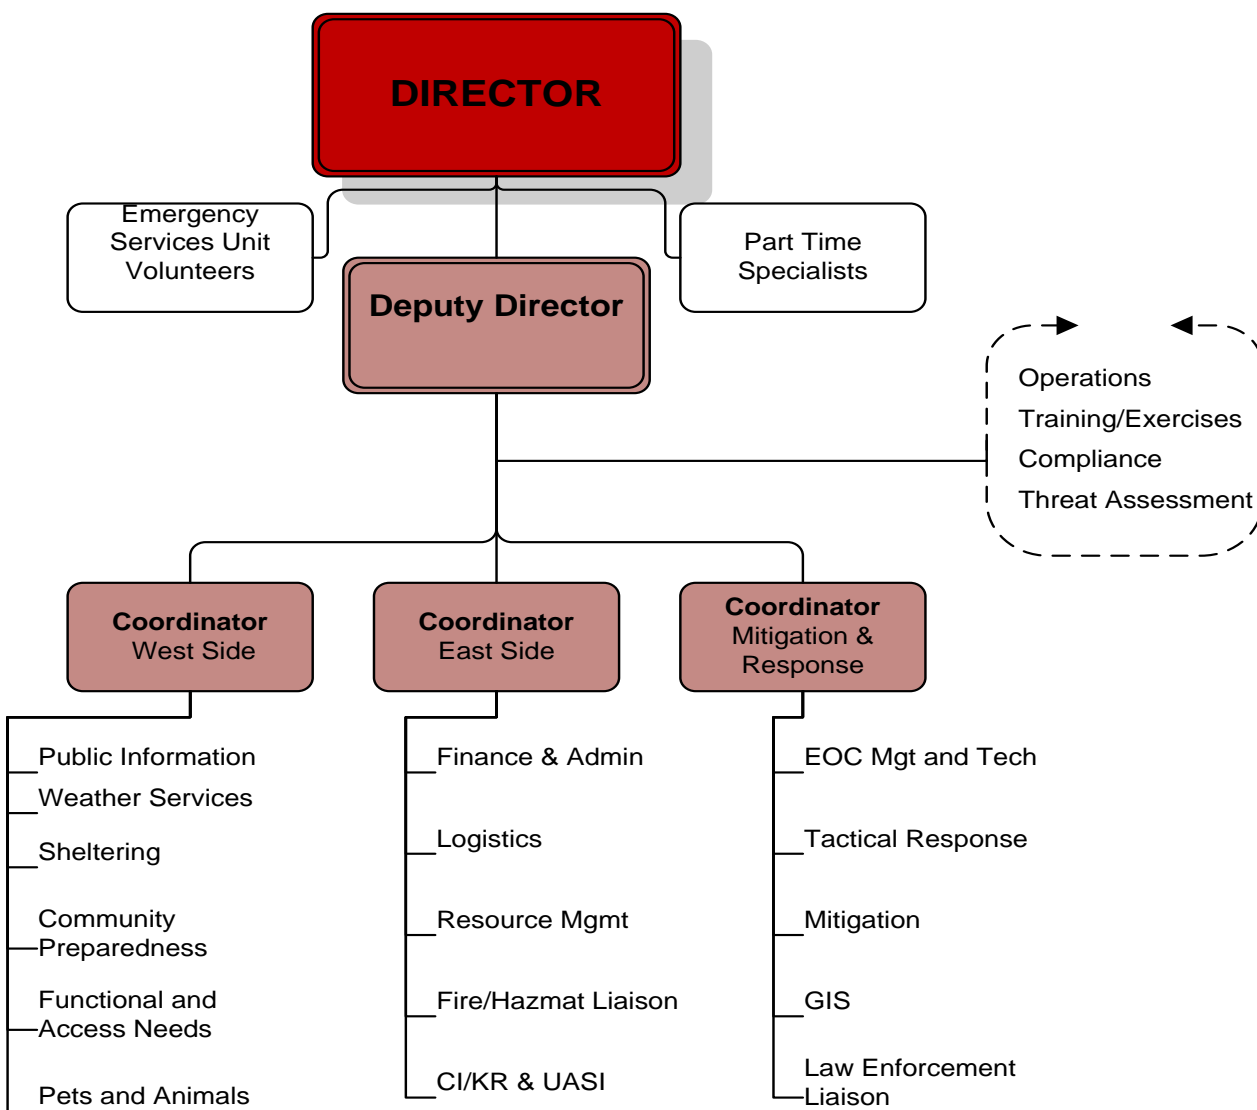 DIRECTOR
Emergency
Services Unit
Volunteers
Part Time
Specialists
Deputy Director
Operations
Training/Exercises
Compliance
Threat Assessment
Coordinator
West Side
Coordinator
East Side
Coordinator
Mitigation &
Response
Public Information
Weather Services
Sheltering
Community
Preparedness
Functional and
Access Needs
Pets and Animals
Finance & Admin
Logistics
Resource Mgmt
Fire/Hazmat Liaison
CI/KR & UASI
EOC Mgt and Tech
Tactical Response
Mitigation
GIS
Law Enforcement
Liaison